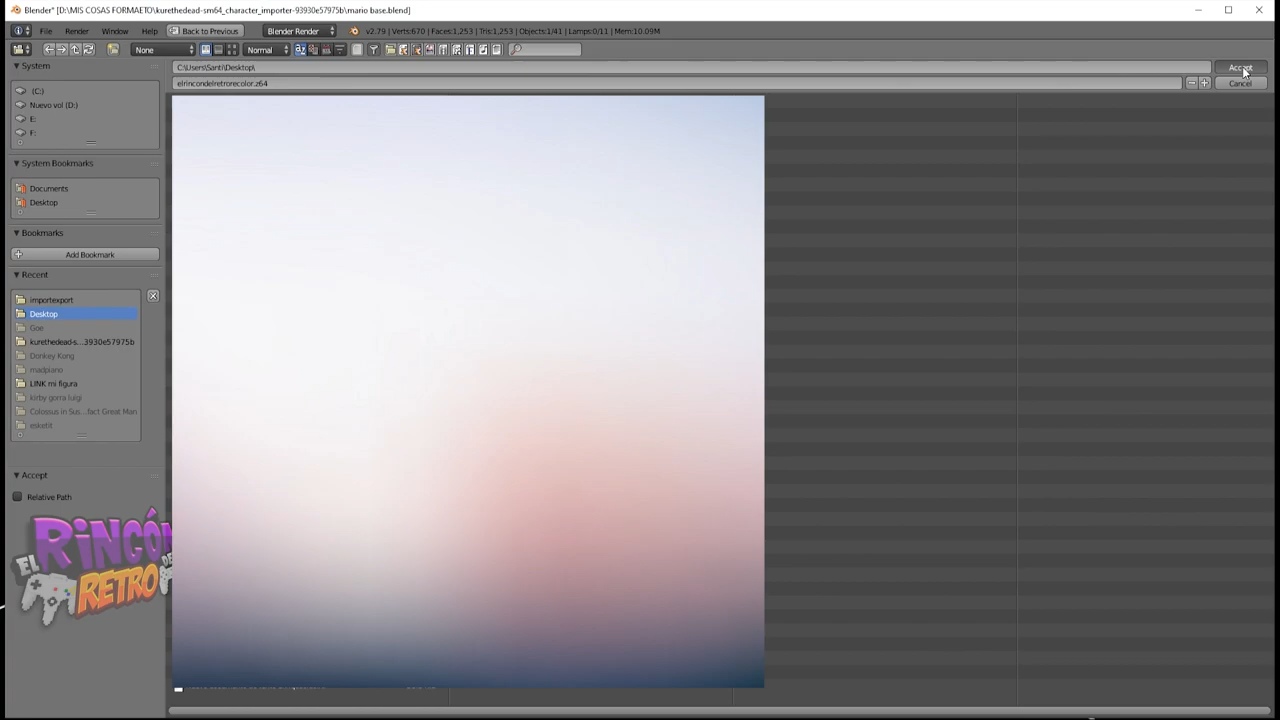 Blender* [D:\MIS COSAS FORMAETO\kurethedead-sm64_character_importer-93930e57975b\mario base.blend]
File Render Window Help Back to Previous Blender Render v2.79 | Verts:670 | Faces:1,253 | Tris:1,253 | Objects:1/41 | Lamps:0/11 | Mem:10.09M
None Normal
System
C:\Users\Santi\Desktop\
Accept
elrincondelretrorecolor.z64
Cancel
(C:)
Nuevo vol (D:)
E:
F:
System Bookmarks
Documents
Desktop
Bookmarks
Add Bookmark
Recent
importexport
Desktop
Goe
kurethedead-s...3930e57975b
Donkey Kong
madpiano
LINK mi figura
kirby gorra luigi
Colossus in Sus...fact Great Man
esketit
Accept
Relative Path
EL RINCÓN
DE
RETRO